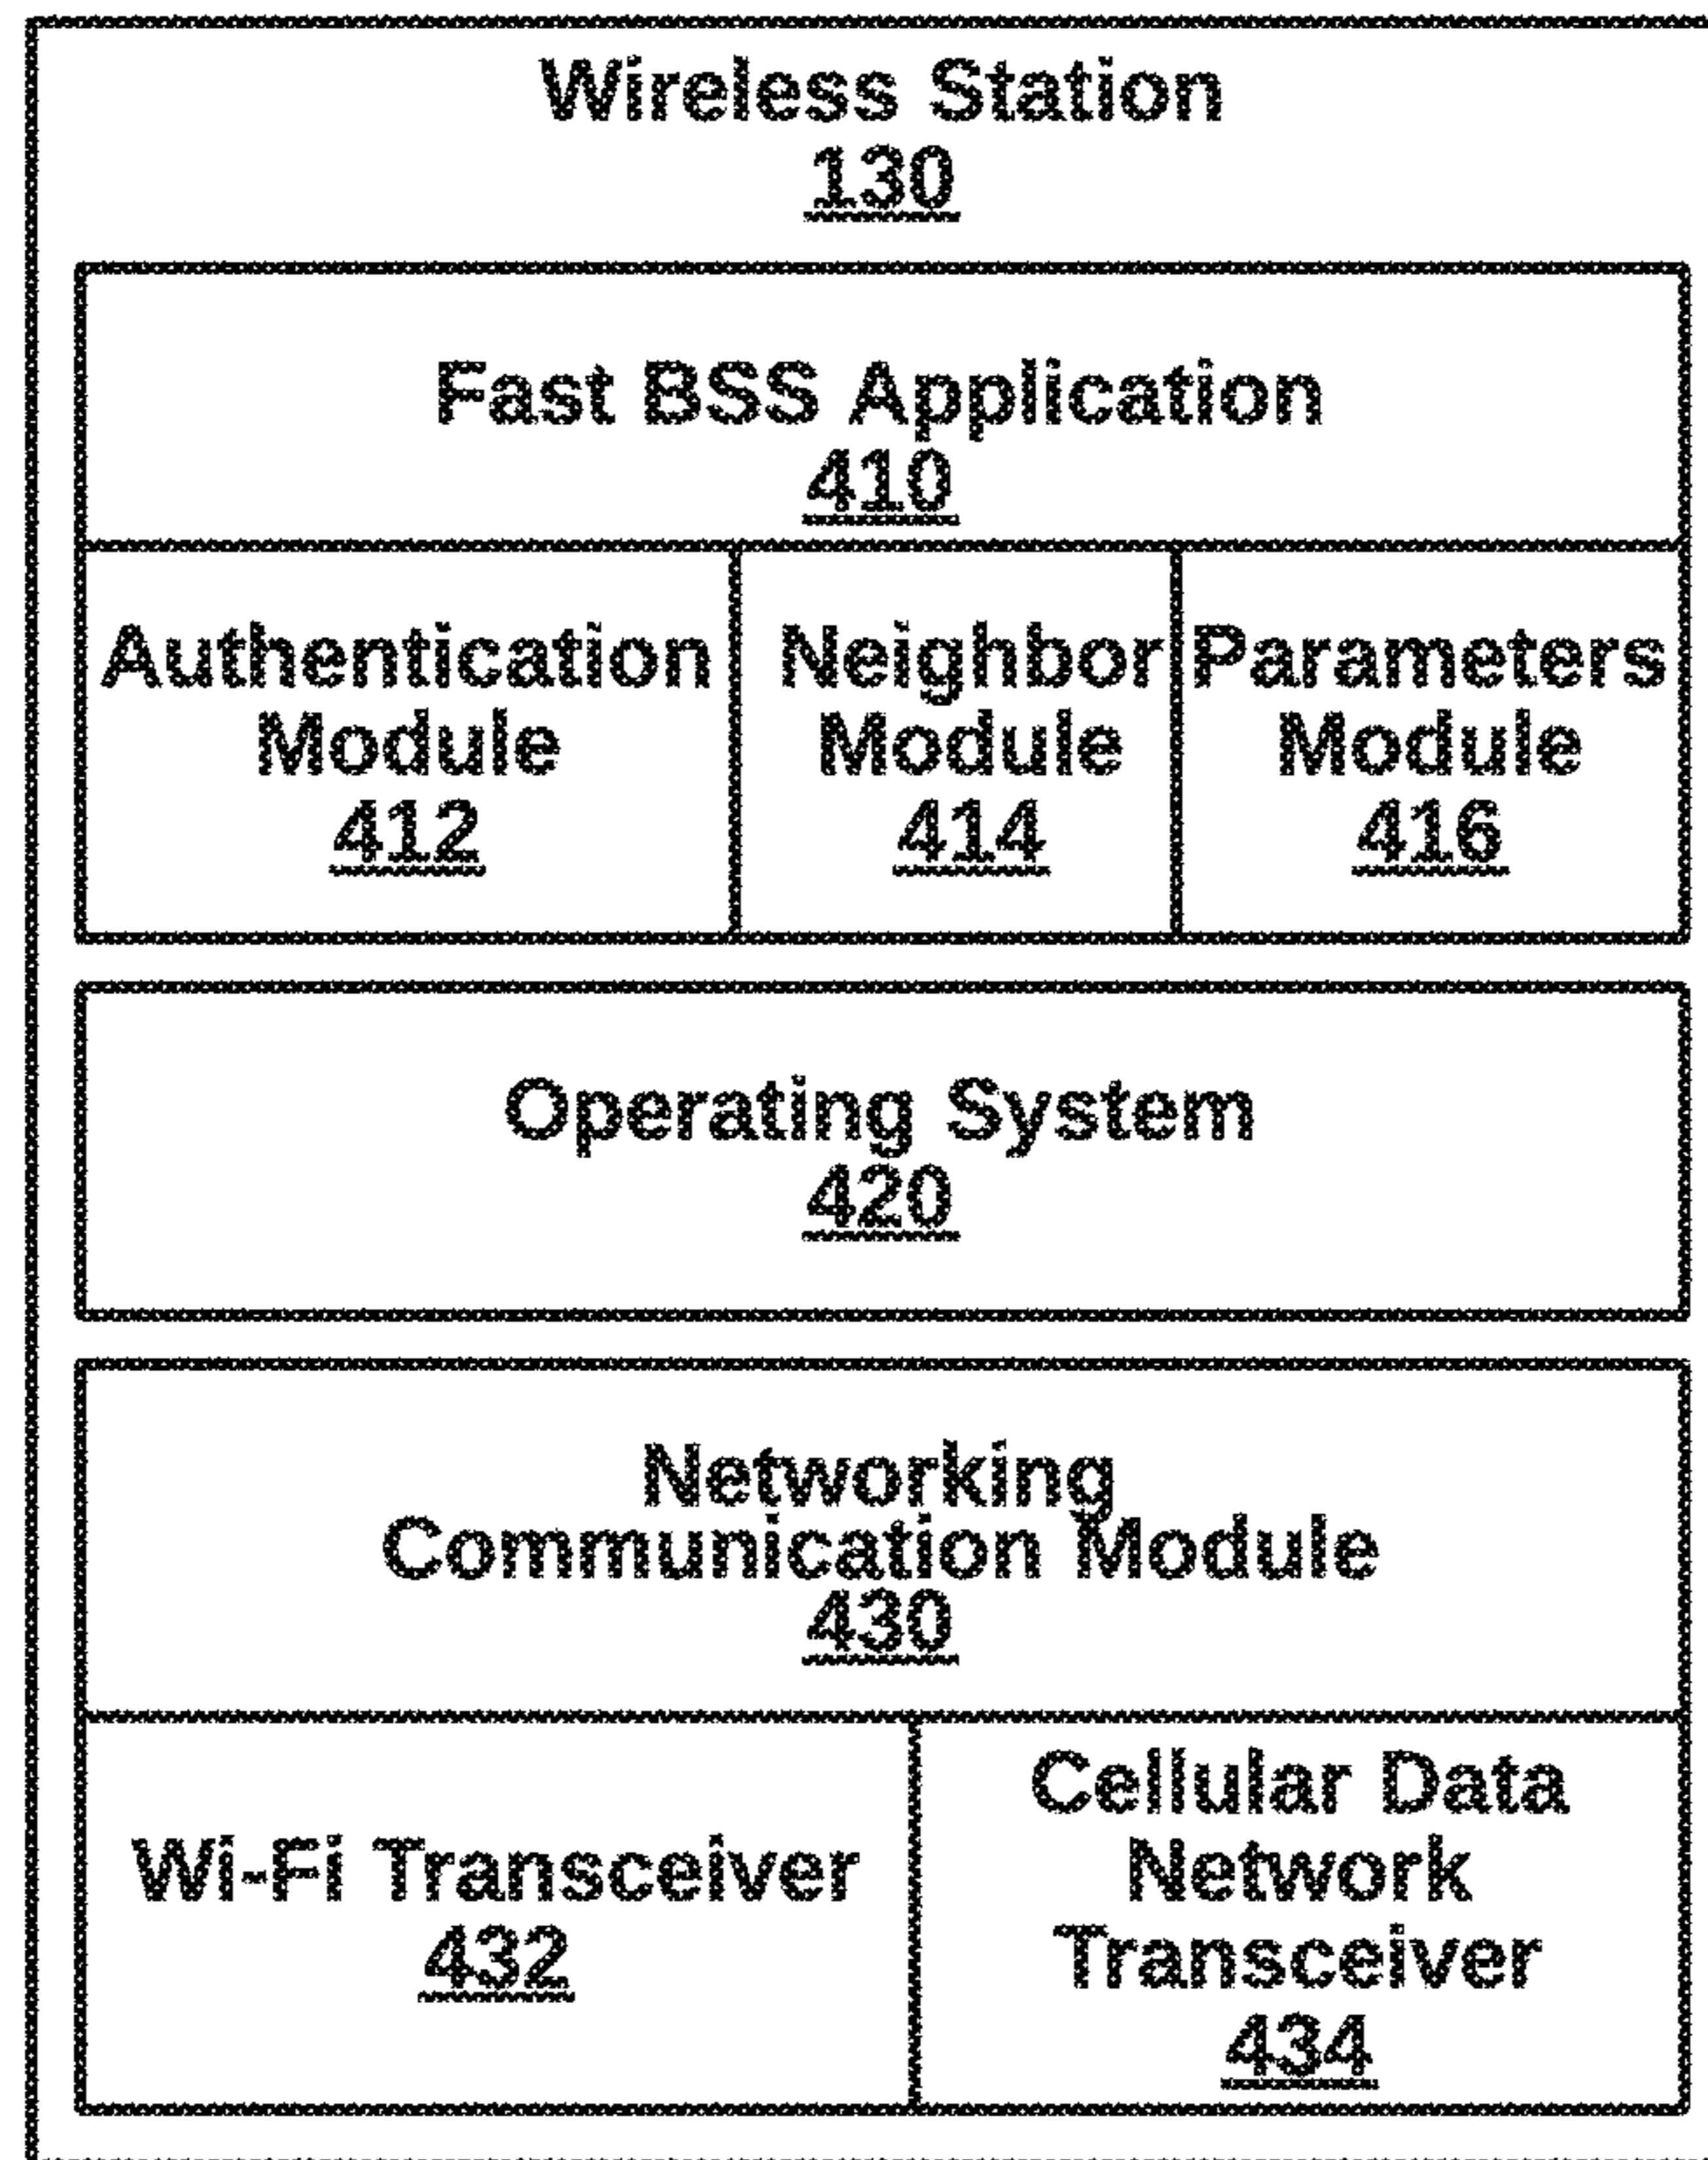 Wireless Station
130
Fast BSS Application
410
Authentication
Module
412
Neighbor
Module
414
Parameters
Module
416
Operating System
420
Networking
Communication Module
430
Wi-Fi Transceiver
432
Cellular Data
Network
Transceiver
434